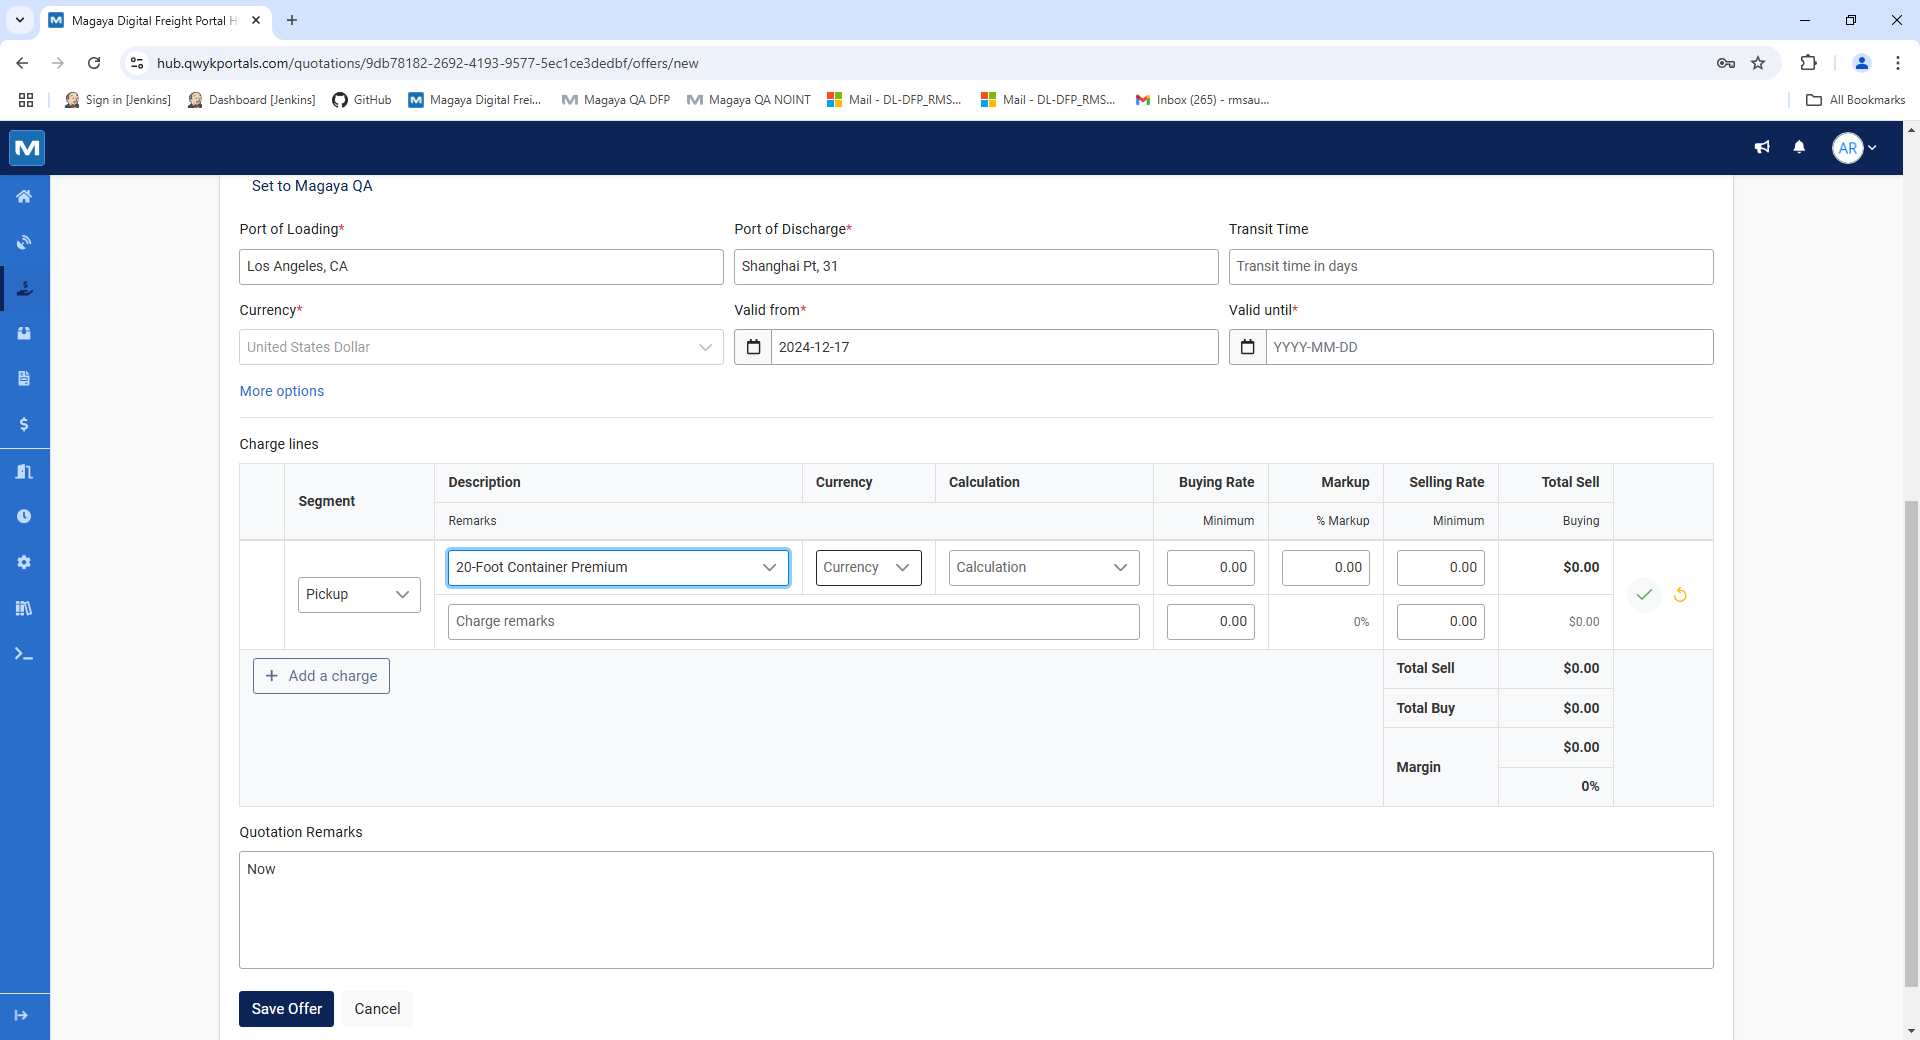 Magaya Digital Freight Portal H
hub.qwykportals.com/quotations/9db78182-2692-4193-9577-5ec1ce3dedbf/offers/new
Sign in [Jenkins]
Dashboard [Jenkins]
GitHub
Magaya Digital Frei...
Magaya QA DFP
Magaya QA NOINT
Mail - DL-DFP_RMS...
Mail - DL-DFP_RMS...
Inbox (265) - rmsau...
All Bookmarks
AR
Set to Magaya QA
Port of Loading*
Port of Discharge*
Transit Time
Los Angeles, CA
Shanghai Pt, 31
Transit time in days
Currency*
Valid from*
Valid until*
United States Dollar
2024-12-17
YYYY-MM-DD
More options
Charge lines
Segment
Description
Currency
Calculation
Buying Rate
Markup
Selling Rate
Total Sell
Remarks
Minimum
% Markup
Minimum
Buying
Pickup
20-Foot Container Premium
Currency
Calculation
0.00
0.00
0.00
$0.00
Charge remarks
0.00
0%
0.00
$0.00
Add a charge
Total Sell
$0.00
Total Buy
$0.00
Margin
$0.00
0%
Quotation Remarks
Now
Save Offer
Cancel